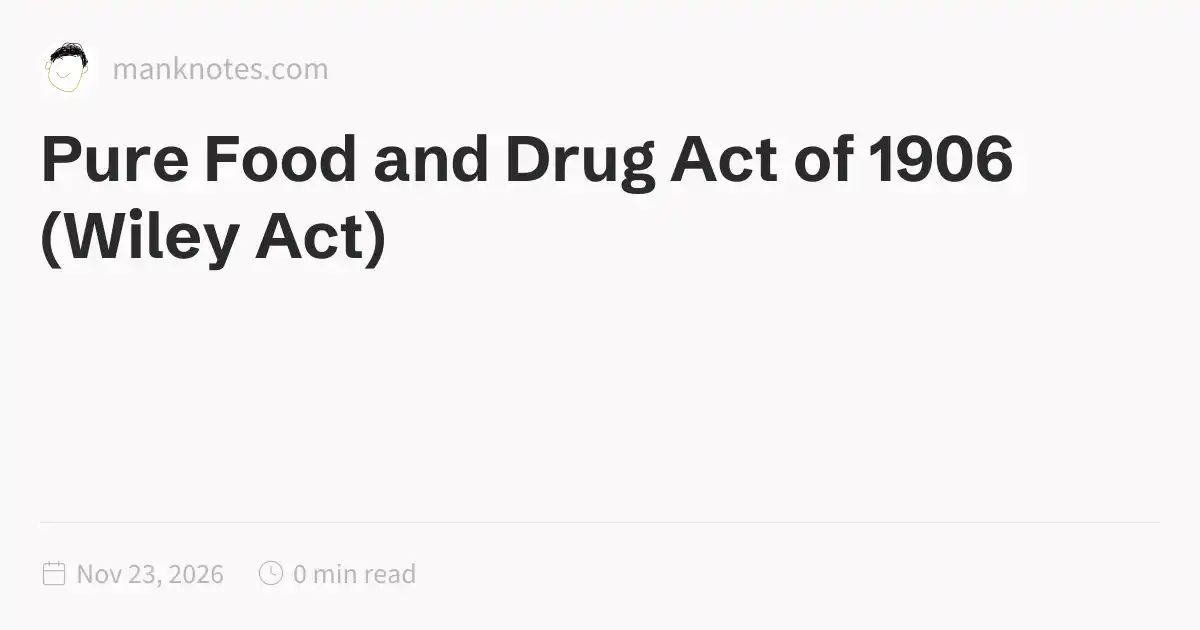 manknotes.com
Pure Food and Drug Act of 1906
(Wiley Act)
Nov 23, 2026 0 min read